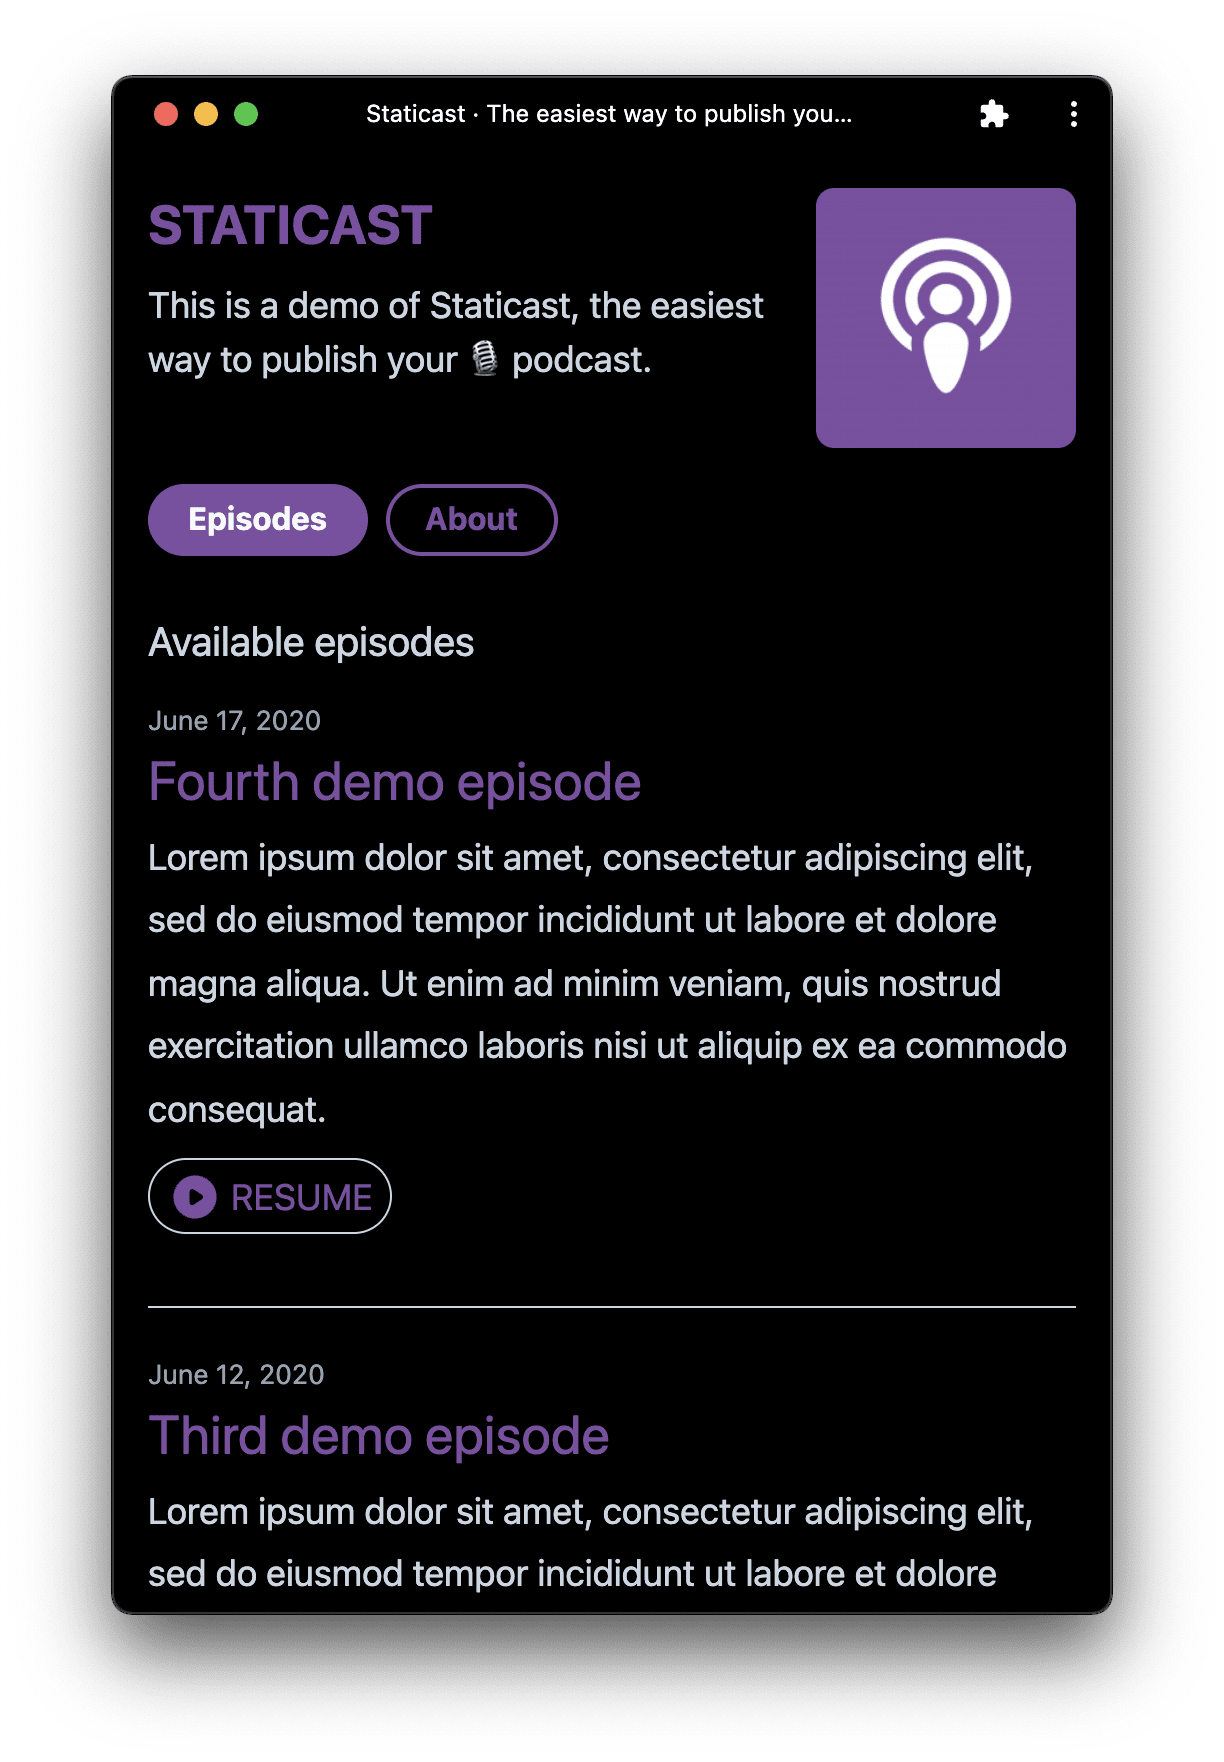 Staticast · The easiest way to publish you...
STATICAST
This is a demo of Staticast, the easiest
way to publish your 🎙 podcast.
Episodes
About
Available episodes
June 17, 2020
Fourth demo episode
Lorem ipsum dolor sit amet, consectetur adipiscing elit,
sed do eiusmod tempor incididunt ut labore et dolore
magna aliqua. Ut enim ad minim veniam, quis nostrud
exercitation ullamco laboris nisi ut aliquip ex ea commodo
consequat.
RESUME
June 12, 2020
Third demo episode
Lorem ipsum dolor sit amet, consectetur adipiscing elit,
sed do eiusmod tempor incididunt ut labore et dolore